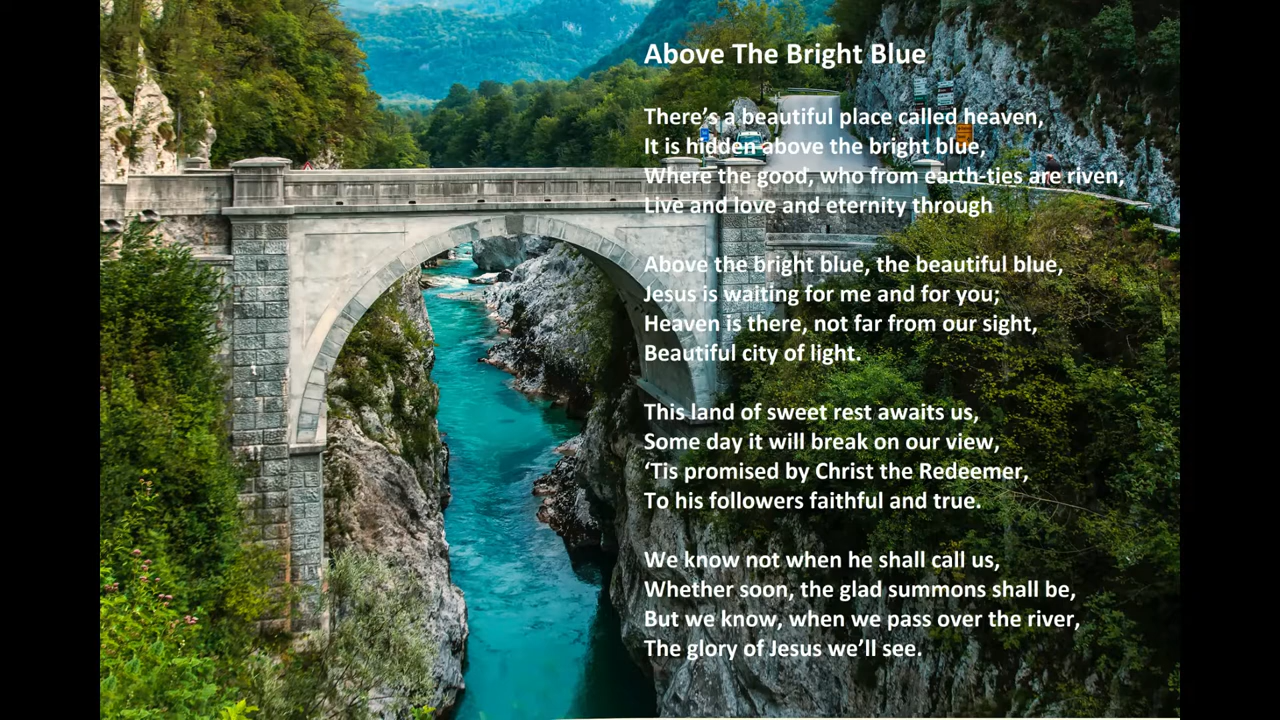 Above The Bright Blue
There’s a beautiful place called heaven,
It is hidden above the bright blue,
Where the good, who from earth-ties are riven,
Live and love and eternity through
Above the bright blue, the beautiful blue,
Jesus is waiting for me and for you;
Heaven is there, not far from our sight,
Beautiful city of light.
This land of sweet rest awaits us,
Some day it will break on our view,
‘Tis promised by Christ the Redeemer,
To his followers faithful and true.
We know not when he shall call us,
Whether soon, the glad summons shall be,
But we know, when we pass over the river,
The glory of Jesus we’ll see.